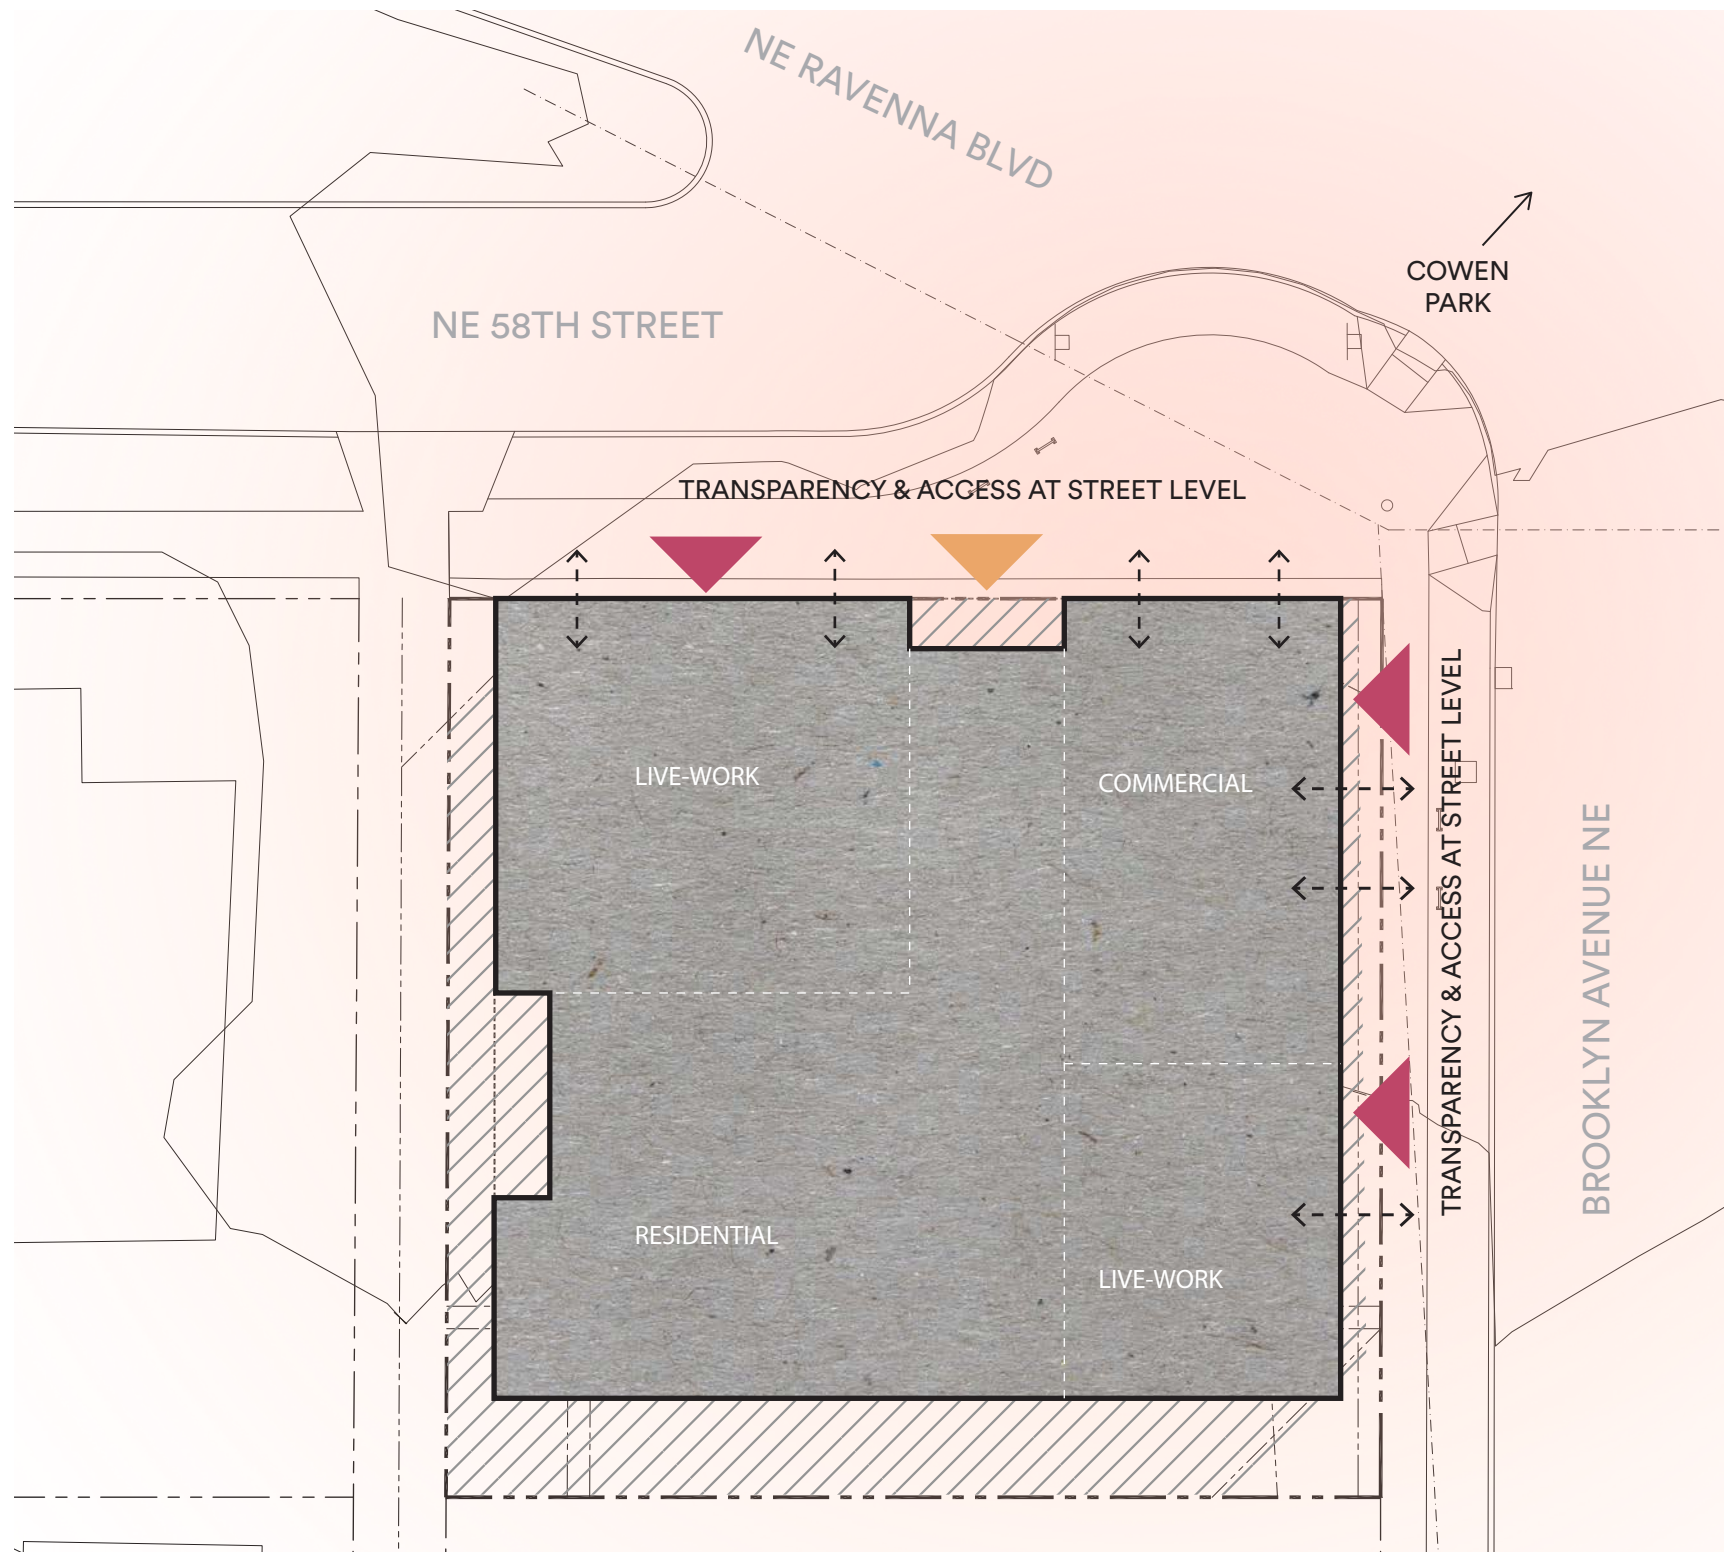 NE RAVENNA BLVD
COWEN
PARK
NE 58TH STREET
TRANSPARENCY & ACCESS AT STREET LEVEL
LIVE-WORK
COMMERCIAL
TRANSPARENCY & ACCESS AT STREET LEVEL
BROOKLYN AVENUE NE
RESIDENTIAL
LIVE-WORK